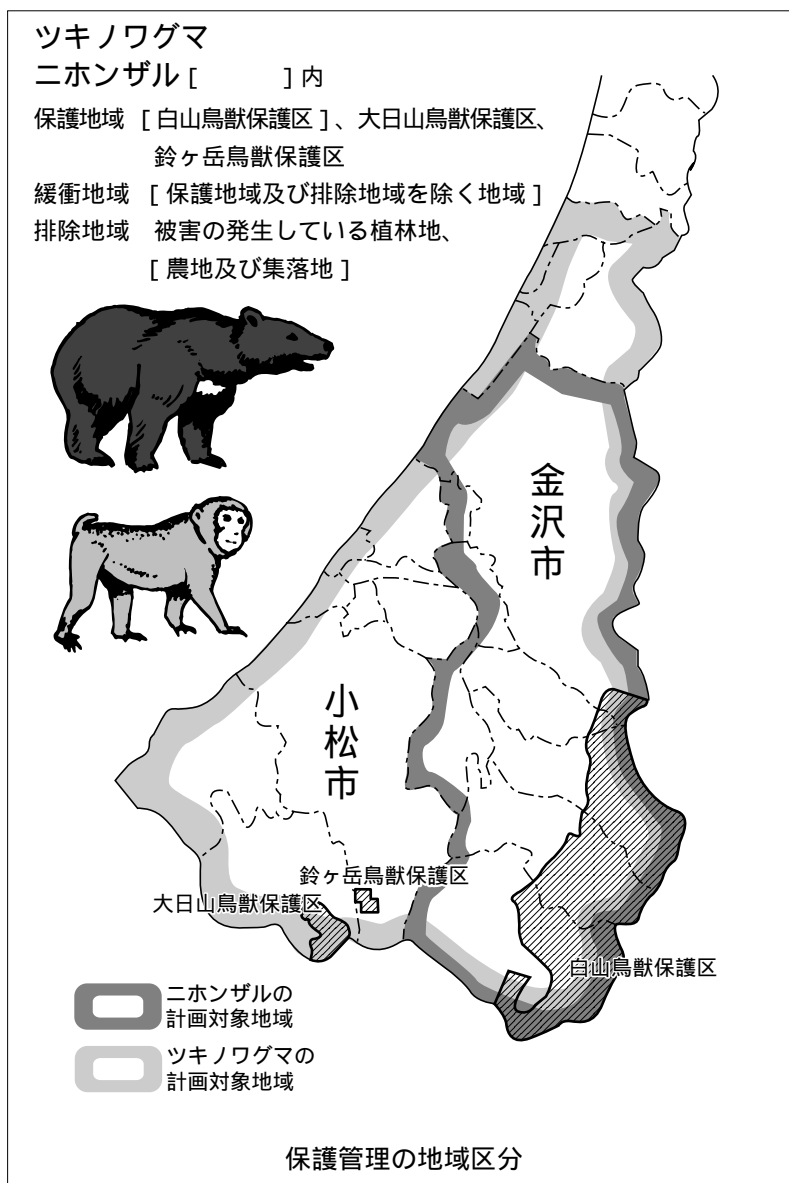 ツキノワグマ
ニホンザル [　　　] 内
保護地域 [ 白山鳥獣保護区 ] 、大日山鳥獣保護区、
鈴ヶ岳鳥獣保護区
緩衝地域 [ 保護地域及び排除地域を除く地域 ]
排除地域 被害の発生している植林地、
[ 農地及び集落地 ]
金沢市
小松市
鈴ヶ岳鳥獣保護区
大日山鳥獣保護区
白山鳥獣保護区
ニホンザルの
計画対象地域
ツキノワグマの
計画対象地域
保護管理の地域区分